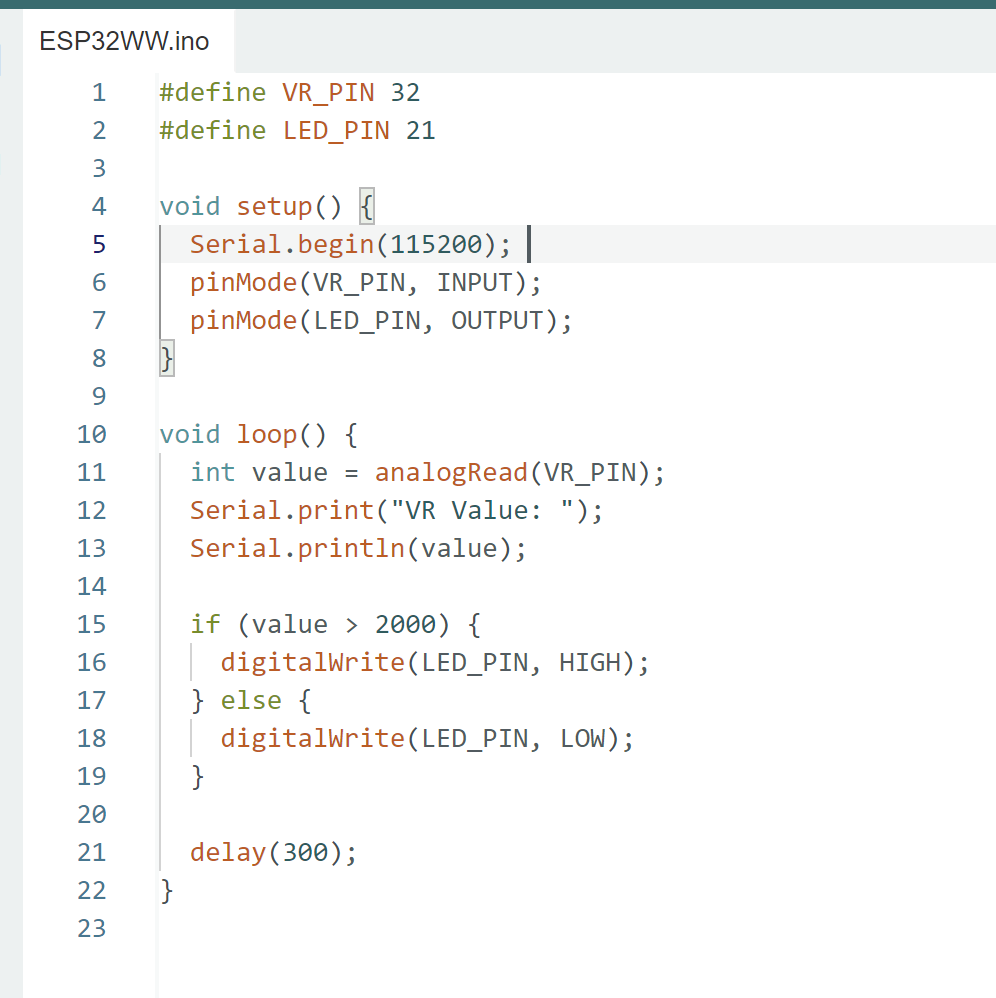 ESP32WW.ino
1 #define VR_PIN 32
2 #define LED_PIN 21
3
4 void setup() {
5   Serial.begin(115200);
6   pinMode(VR_PIN, INPUT);
7   pinMode(LED_PIN, OUTPUT);
8 }
9
10 void loop() {
11   int value = analogRead(VR_PIN);
12   Serial.print("VR Value: ");
13   Serial.println(value);
14
15   if (value > 2000) {
16     digitalWrite(LED_PIN, HIGH);
17   } else {
18     digitalWrite(LED_PIN, LOW);
19   }
20
21   delay(300);
22 }
23